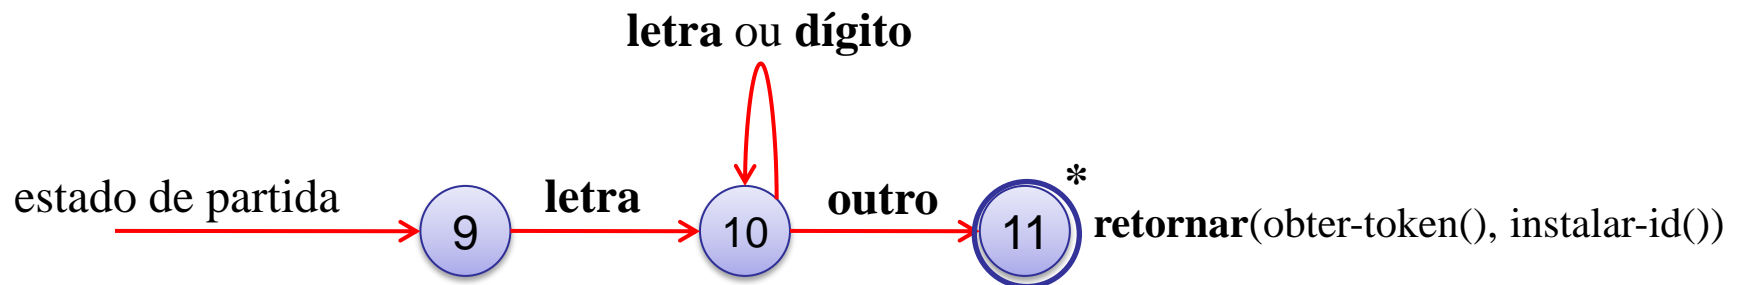 letra ou dígito
estado de partida
9
letra
10
outro
11
*
retornar(obter-token(), instalar-id())